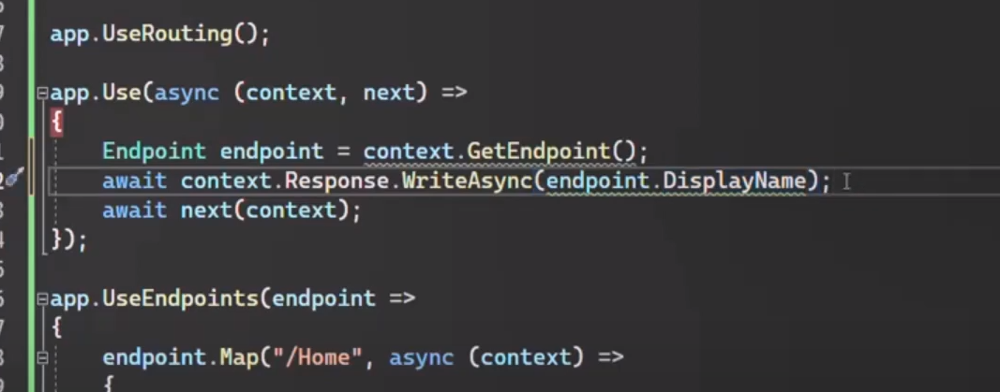 app.UseRouting();
app.Use(async (context, next) =>
{
Endpoint endpoint = context.GetEndpoint();
await context.Response.WriteAsync(endpoint.DisplayName);
await next(context);
});
app.UseEndpoints(endpoint =>
{
endpoint.Map("/Home", async (context) =>
{